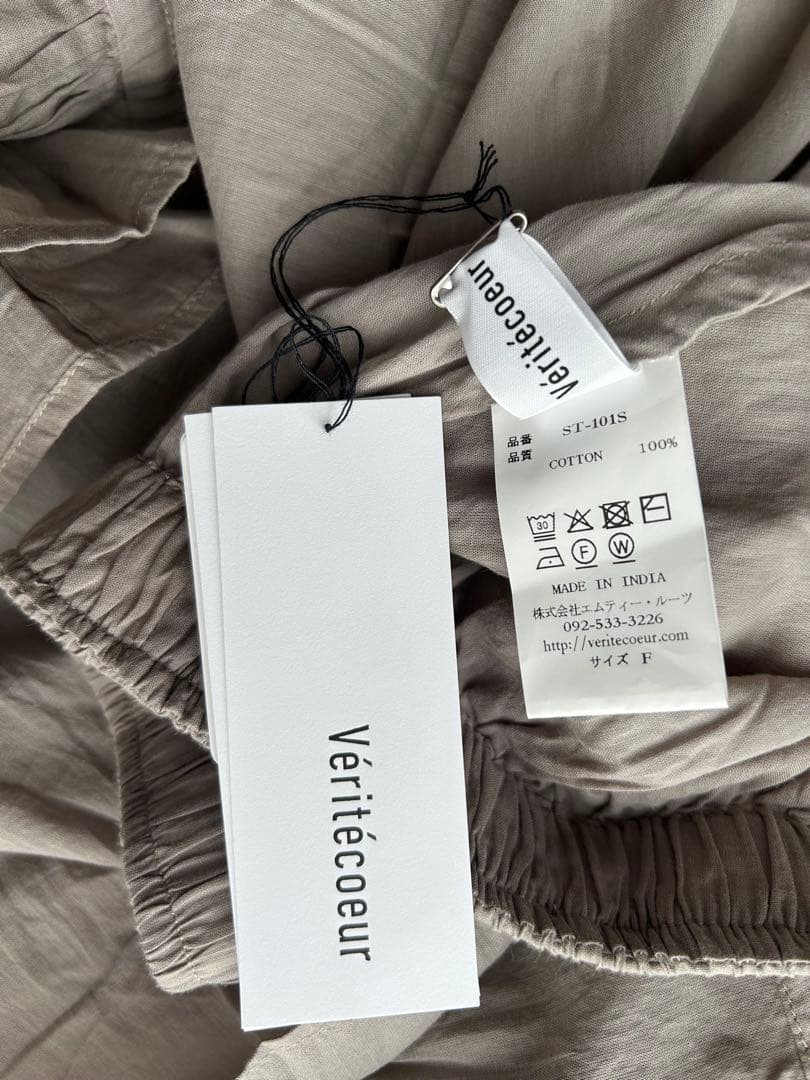 Véritécoeur
品番 ST-101S
品質 COTTON 100%
30
F W
MADE IN INDIA
株式会社エムティー・ルーツ
092-533-3226
http://veritecoeur.com
サイズ F
Véritécoeur